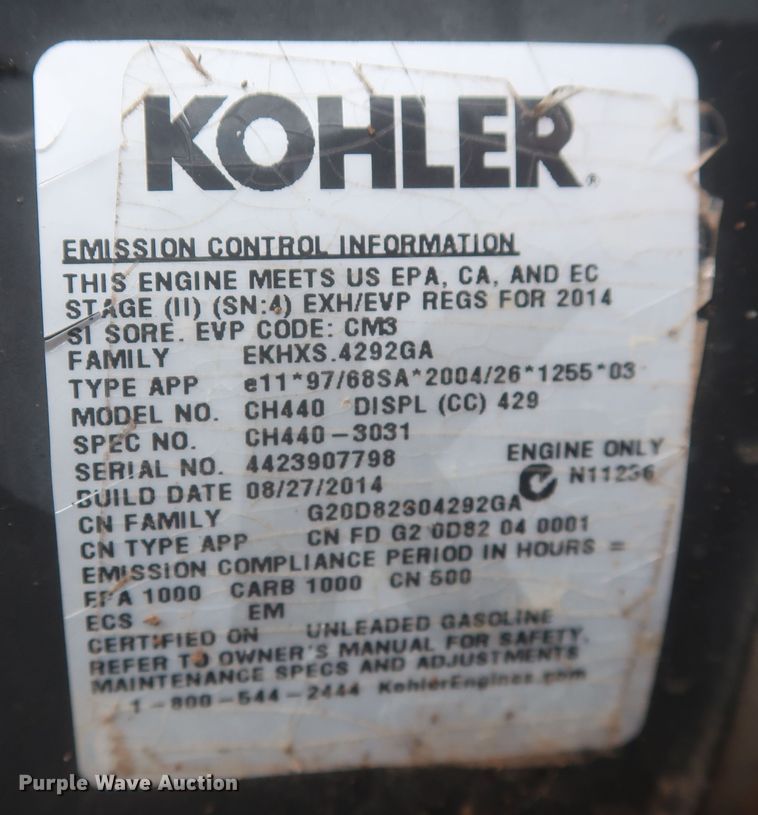 KOHLER®
EMISSION CONTROL INFORMATION
THIS ENGINE MEETS US EPA, CA, AND EC
STAGE (II) (SN:4) EXH/EVP REGS FOR 2014
SI SORE. EVP CODE: CM3
FAMILY EKHXS.4292GA
TYPE APP e11*97/68SA*2004/26*1255*03
MODEL NO. CH440 DISPL (CC) 429
SPEC NO. CH440-3031
SERIAL NO. 4423907798 ENGINE ONLY
BUILD DATE 08/27/2014 N11236
CN FAMILY G20D82S04292GA
CN TYPE APP CN FD G2 0D82 04 0001
EMISSION COMPLIANCE PERIOD IN HOURS =
EPA 1000 CARB 1000 CN 500
ECS - EM
CERTIFIED ON UNLEADED GASOLINE
REFER TO OWNER'S MANUAL FOR SAFETY,
MAINTENANCE SPECS AND ADJUSTMENTS
1-800-544-2444 KohlerEngines.com
Purple Wave Auction